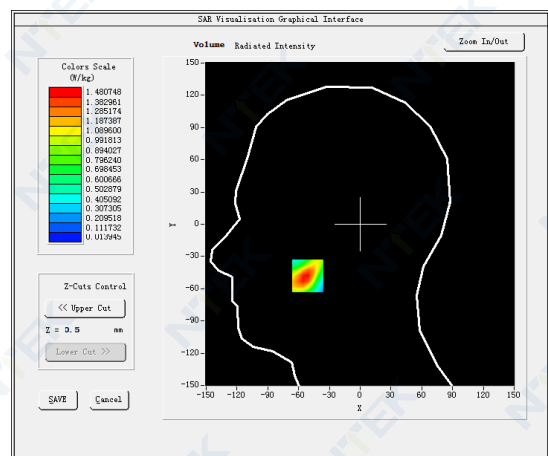 SAR Visualisation Graphical Interface
Volume Radiated Intensity
Zoom In/Out
Colors Scale
(W/kg)
1.480748
1.382961
1.285174
1.187387
1.089600
0.991813
0.894027
0.796240
0.698453
0.600666
0.502879
0.405092
0.307305
0.209518
0.111732
0.013945
Z-Cuts Control
<< Upper Cut
Z = 0.5 mm
Lower Cut >>
SAVE Cancel
150
120
90
60
30
0
-30
-60
-90
-120
-150
Y
-150 -120 -90 -60 -30 0 30 60 90 120 150
X
NTEK